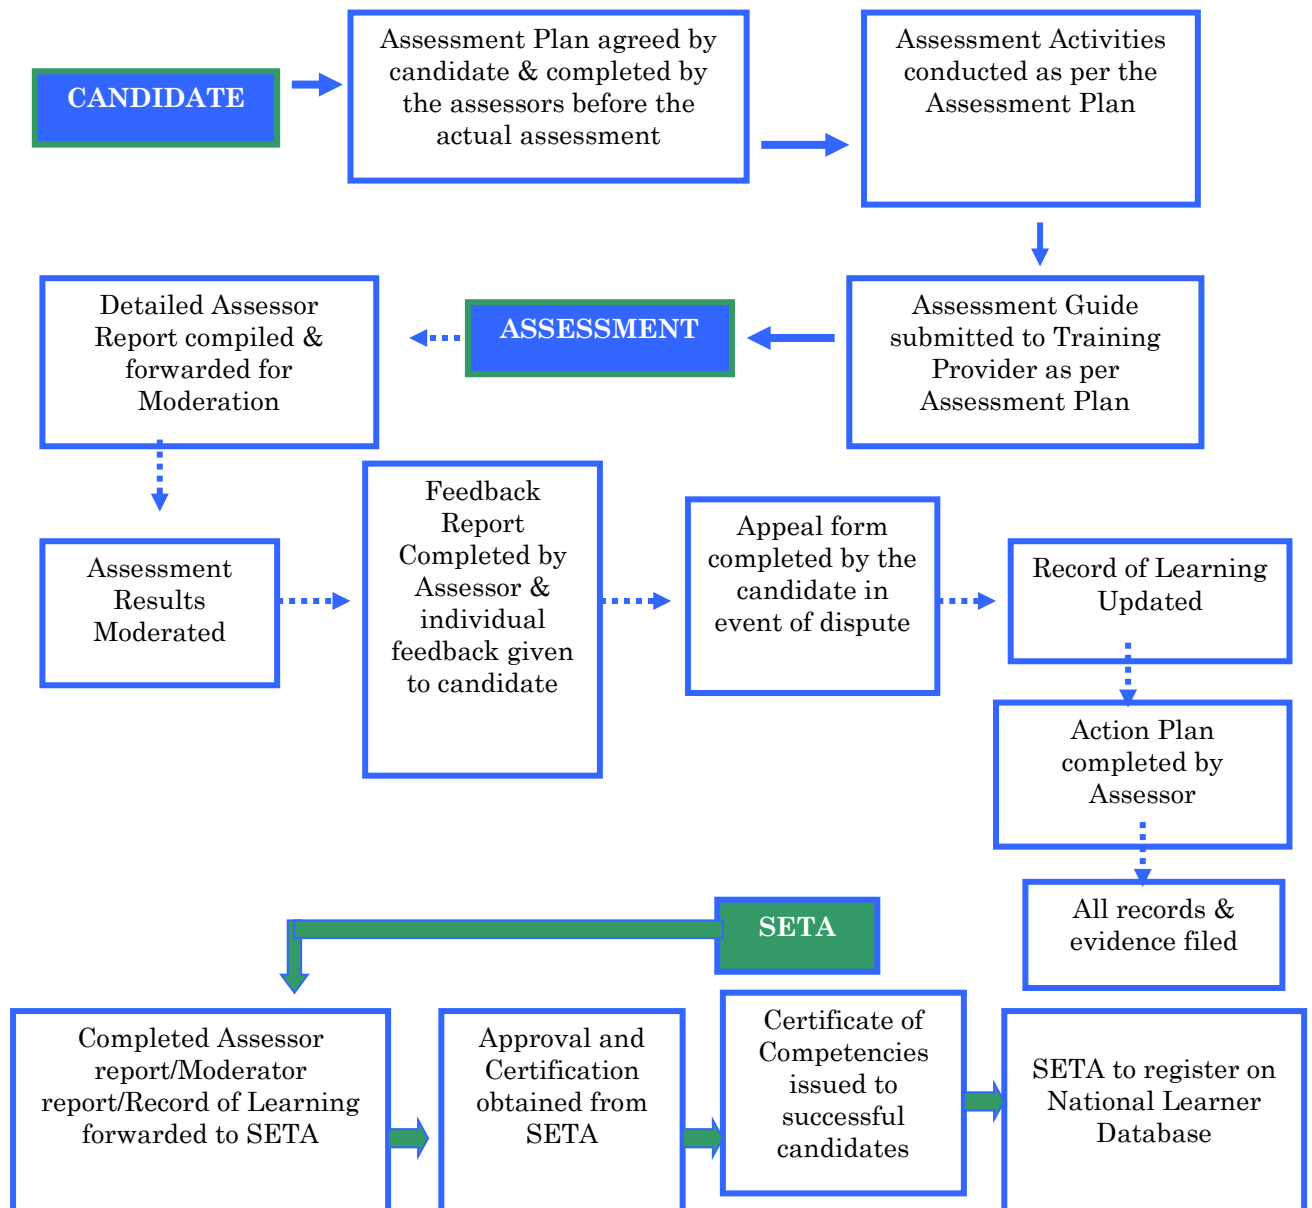 CANDIDATE
Assessment Plan agreed by
candidate & completed by
the assessors before the
actual assessment
Assessment Activities
conducted as per the
Assessment Plan
Assessment Guide
submitted to Training
Provider as per
Assessment Plan
ASSESSMENT
Detailed Assessor
Report compiled &
forwarded for
Moderation
Assessment
Results
Moderated
Feedback
Report
Completed by
Assessor &
individual
feedback given
to candidate
Appeal form
completed by the
candidate in
event of dispute
Record of Learning
Updated
Action Plan
completed by
Assessor
All records &
evidence filed
SETA
Completed Assessor
report/Moderator
report/Record of Learning
forwarded to SETA
Approval and
Certification
obtained from
SETA
Certificate of
Competencies
issued to
successful
candidates
SETA to register on
National Learner
Database